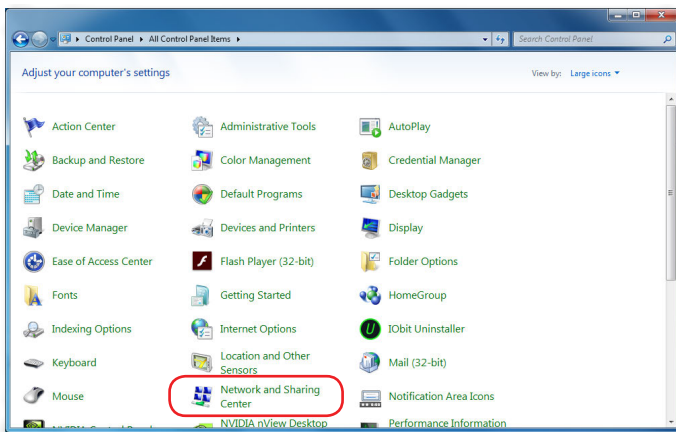 Control Panel ▸ All Control Panel Items ▸
Search Control Panel
Adjust your computer's settings
View by: Large icons
Action Center
Administrative Tools
AutoPlay
Backup and Restore
Color Management
Credential Manager
Date and Time
Default Programs
Desktop Gadgets
Device Manager
Devices and Printers
Display
Ease of Access Center
Flash Player (32-bit)
Folder Options
Fonts
Getting Started
HomeGroup
Indexing Options
Internet Options
IObit Uninstaller
Keyboard
Location and Other
Sensors
Mail (32-bit)
Mouse
Network and Sharing
Center
Notification Area Icons
NVIDIA Control Panel
NVIDIA nView Desktop
Performance Information